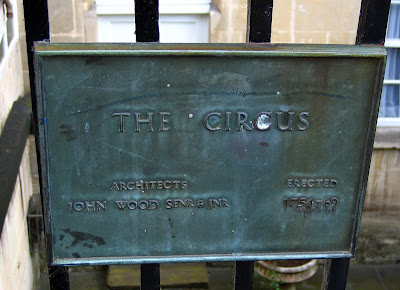 THE CIRCUS
ARCHITECTS ERECTED
JOHN WOOD SENR & JNR 1754-69